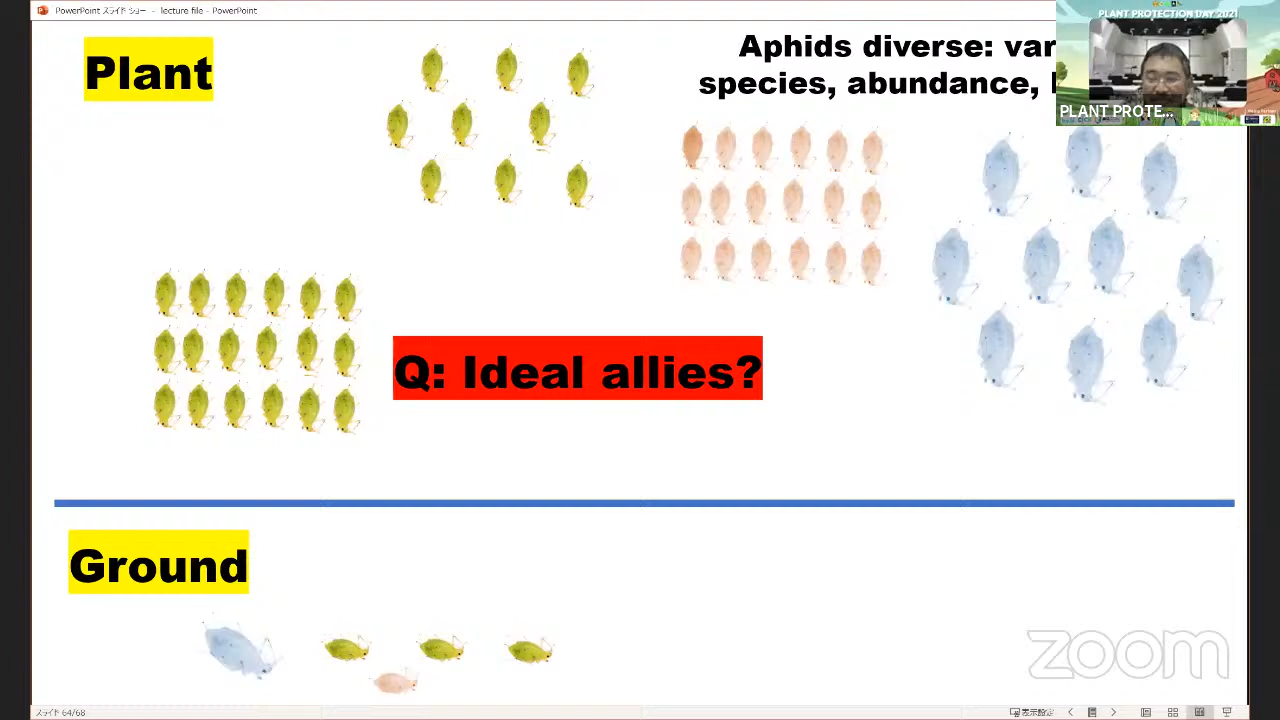 PowerPoint スライド ショー - lecture file - PowerPoint
PLANT PROTECTION DAY 2021
Plant
Aphids diverse: var
species, abundance,
PLANT PROTE...
Q: Ideal allies?
Ground
zoom
スライド 64/68
表示設定